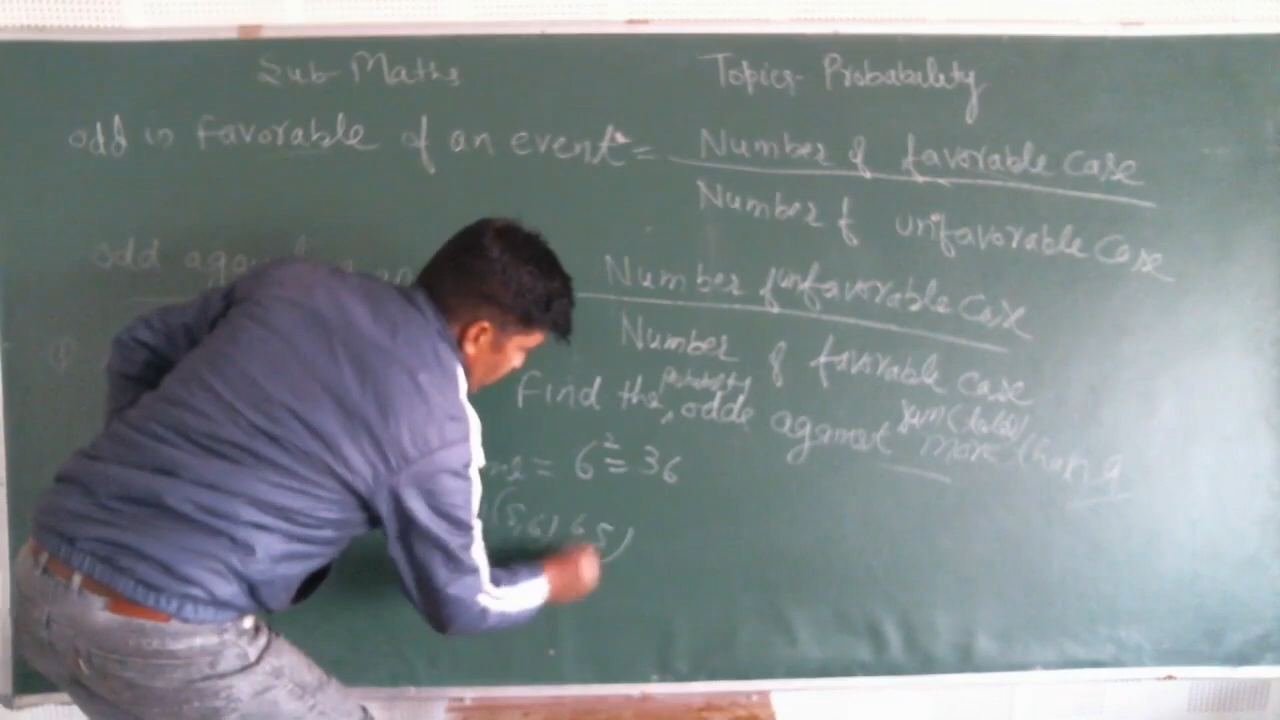 Sub- Maths
Topics- Probability
odd in favorable of an event = Number of favorable case
Number of unfavorable Case
odd
Number of unfavorable Case
Number of favorable case
Find the probability, odds against sum (total) more than 9
= 6² = 36
(5,6) (6,5)